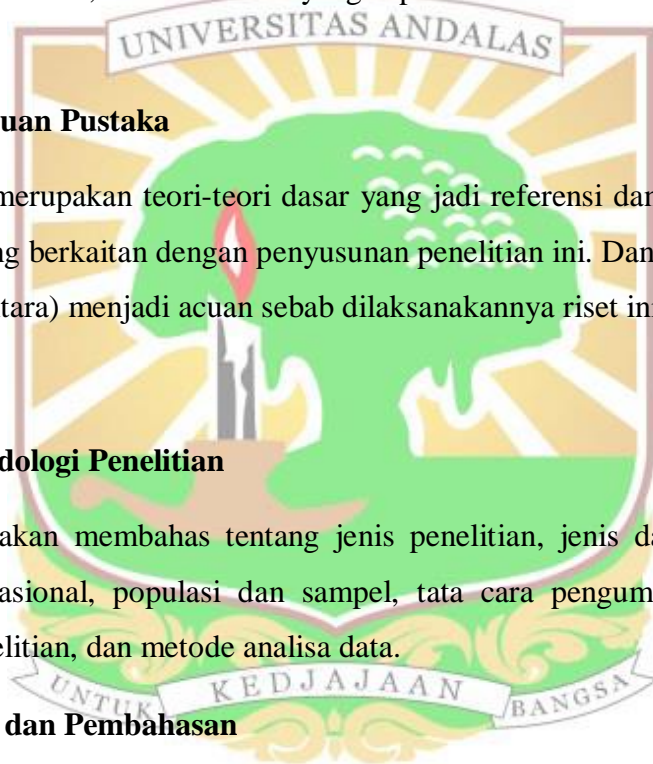 UNIVERSITAS ANDALAS
uan Pustaka
merupakan teori-teori dasar yang jadi referensi dan
ng berkaitan dengan penyusunan penelitian ini. Dan
tara) menjadi acuan sebab dilaksanakannya riset ini
dologi Penelitian
akan membahas tentang jenis penelitian, jenis da
asional, populasi dan sampel, tata cara pengum
elitian, dan metode analisa data.
UNTUK KEDJAJAAN BANGSA
dan Pembahasan